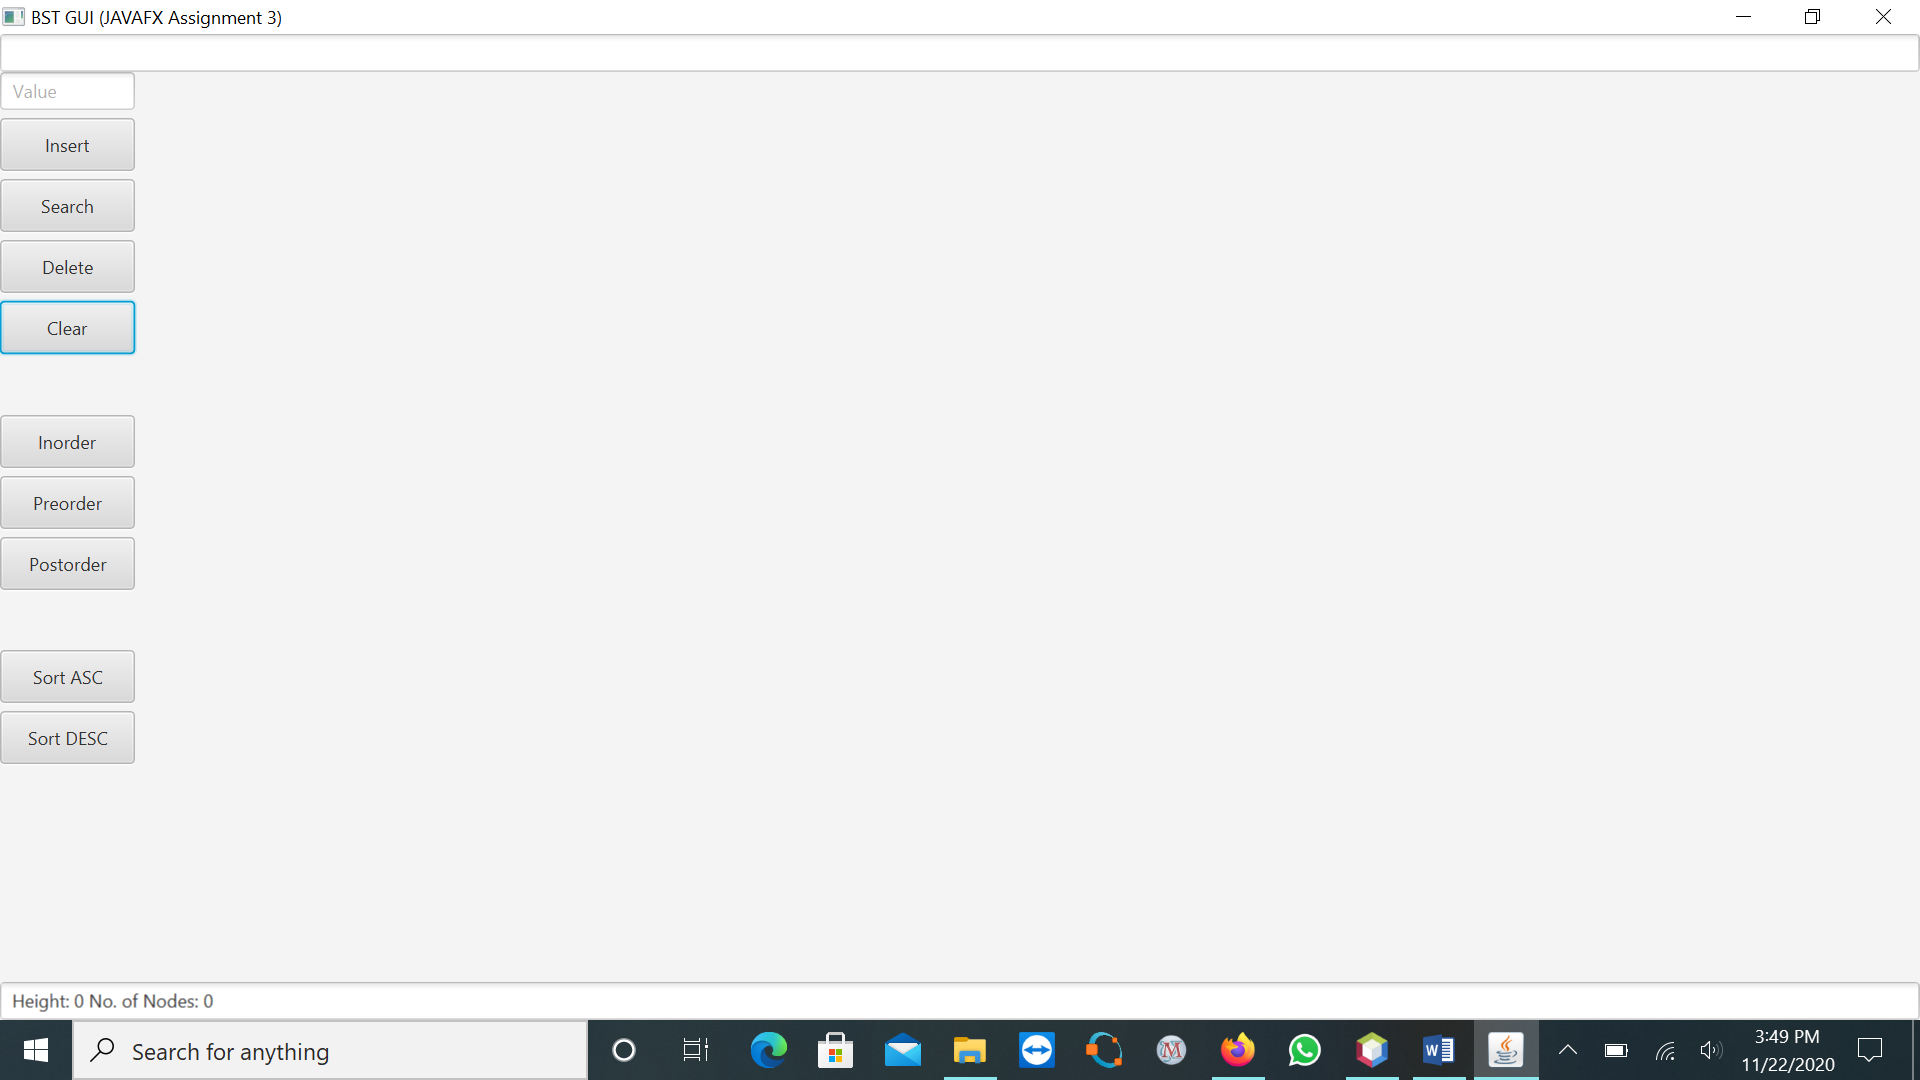 BST GUI (JAVAFX Assignment 3)
Value
Insert
Search
Delete
Clear
Inorder
Preorder
Postorder
Sort ASC
Sort DESC
Height: 0 No. of Nodes: 0
Search for anything
M
W
3:49 PM
11/22/2020